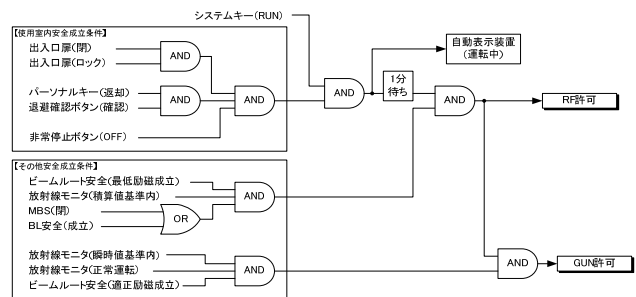 システムキー(RUN)
【使用室内安全成立条件】
出入口扉(閉)
出入口扉(ロック)
AND
パーソナルキー(返却)
退避確認ボタン(確認)
AND
AND
非常停止ボタン(OFF)
AND
自動表示装置
(運転中)
1分
待ち
AND
RF許可
【その他安全成立条件】
ビームルート安全(最低励磁成立)
放射線モニタ(積算値基準内)
MBS(閉)
BL安全(成立)
OR
AND
放射線モニタ(瞬時値基準内)
放射線モニタ(正常運転)
ビームルート安全(適正励磁成立)
AND
AND
GUN許可